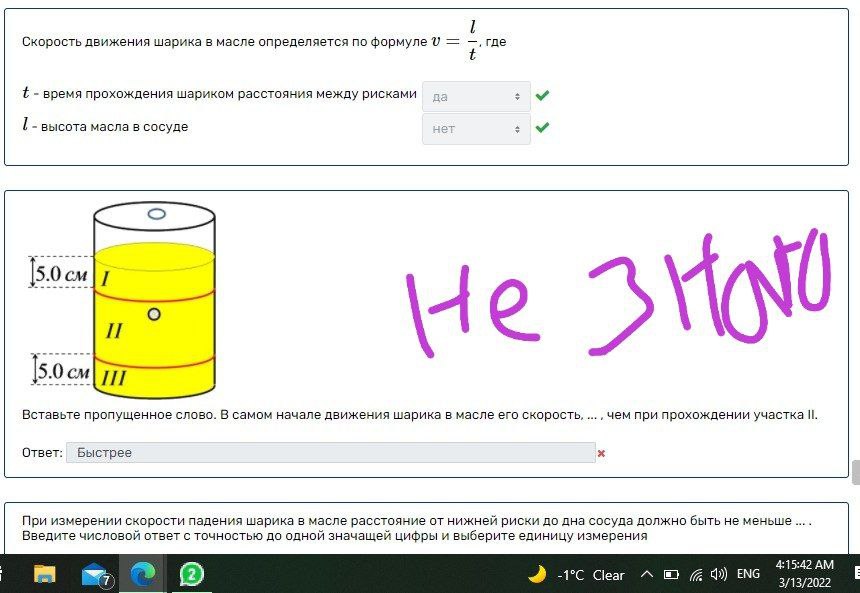 Скорость движения шарика в масле определяется по формуле v = l/t, где
t - время прохождения шариком расстояния между рисками да
l - высота масла в сосуде нет
5.0 см I
Не знаю
II
5.0 см III
Вставьте пропущенное слово. В самом начале движения шарика в масле его скорость, ... , чем при прохождении участка II.
Ответ: Быстрее
При измерении скорости падения шарика в масле расстояние от нижней риски до дна сосуда должно быть не меньше ... .
Введите числовой ответ с точностью до одной значащей цифры и выберите единицу измерения
7 2 -1°C Clear ENG 4:15:42 AM
3/13/2022